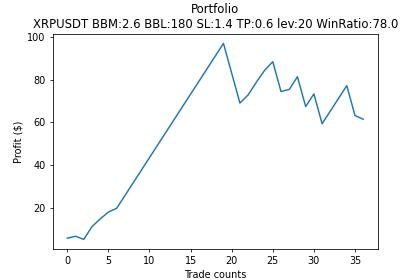 Portfolio
XRPUSDT BBM:2.6 BBL:180 SL:1.4 TP:0.6 lev:20 WinRatio:78.0
100
80
60
40
20
Profit ($)
0 5 10 15 20 25 30 35
Trade counts